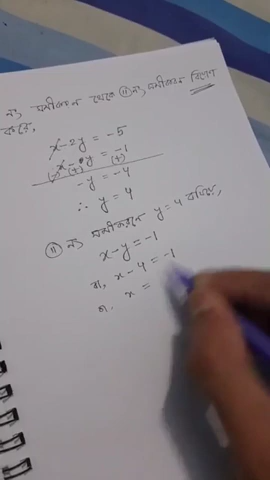 নং সমীকরণ থেকে (ii) নং সমীকরণ বিয়োগ
করে,
x - 2y = -5
x - y = -1
(-) (+) (+)
- y = -4
∴ y = 4
(ii) নং সমীকরণে y = 4 বসিয়ে,
x - y = -1
বা, x - 4 = -1
বা, x =